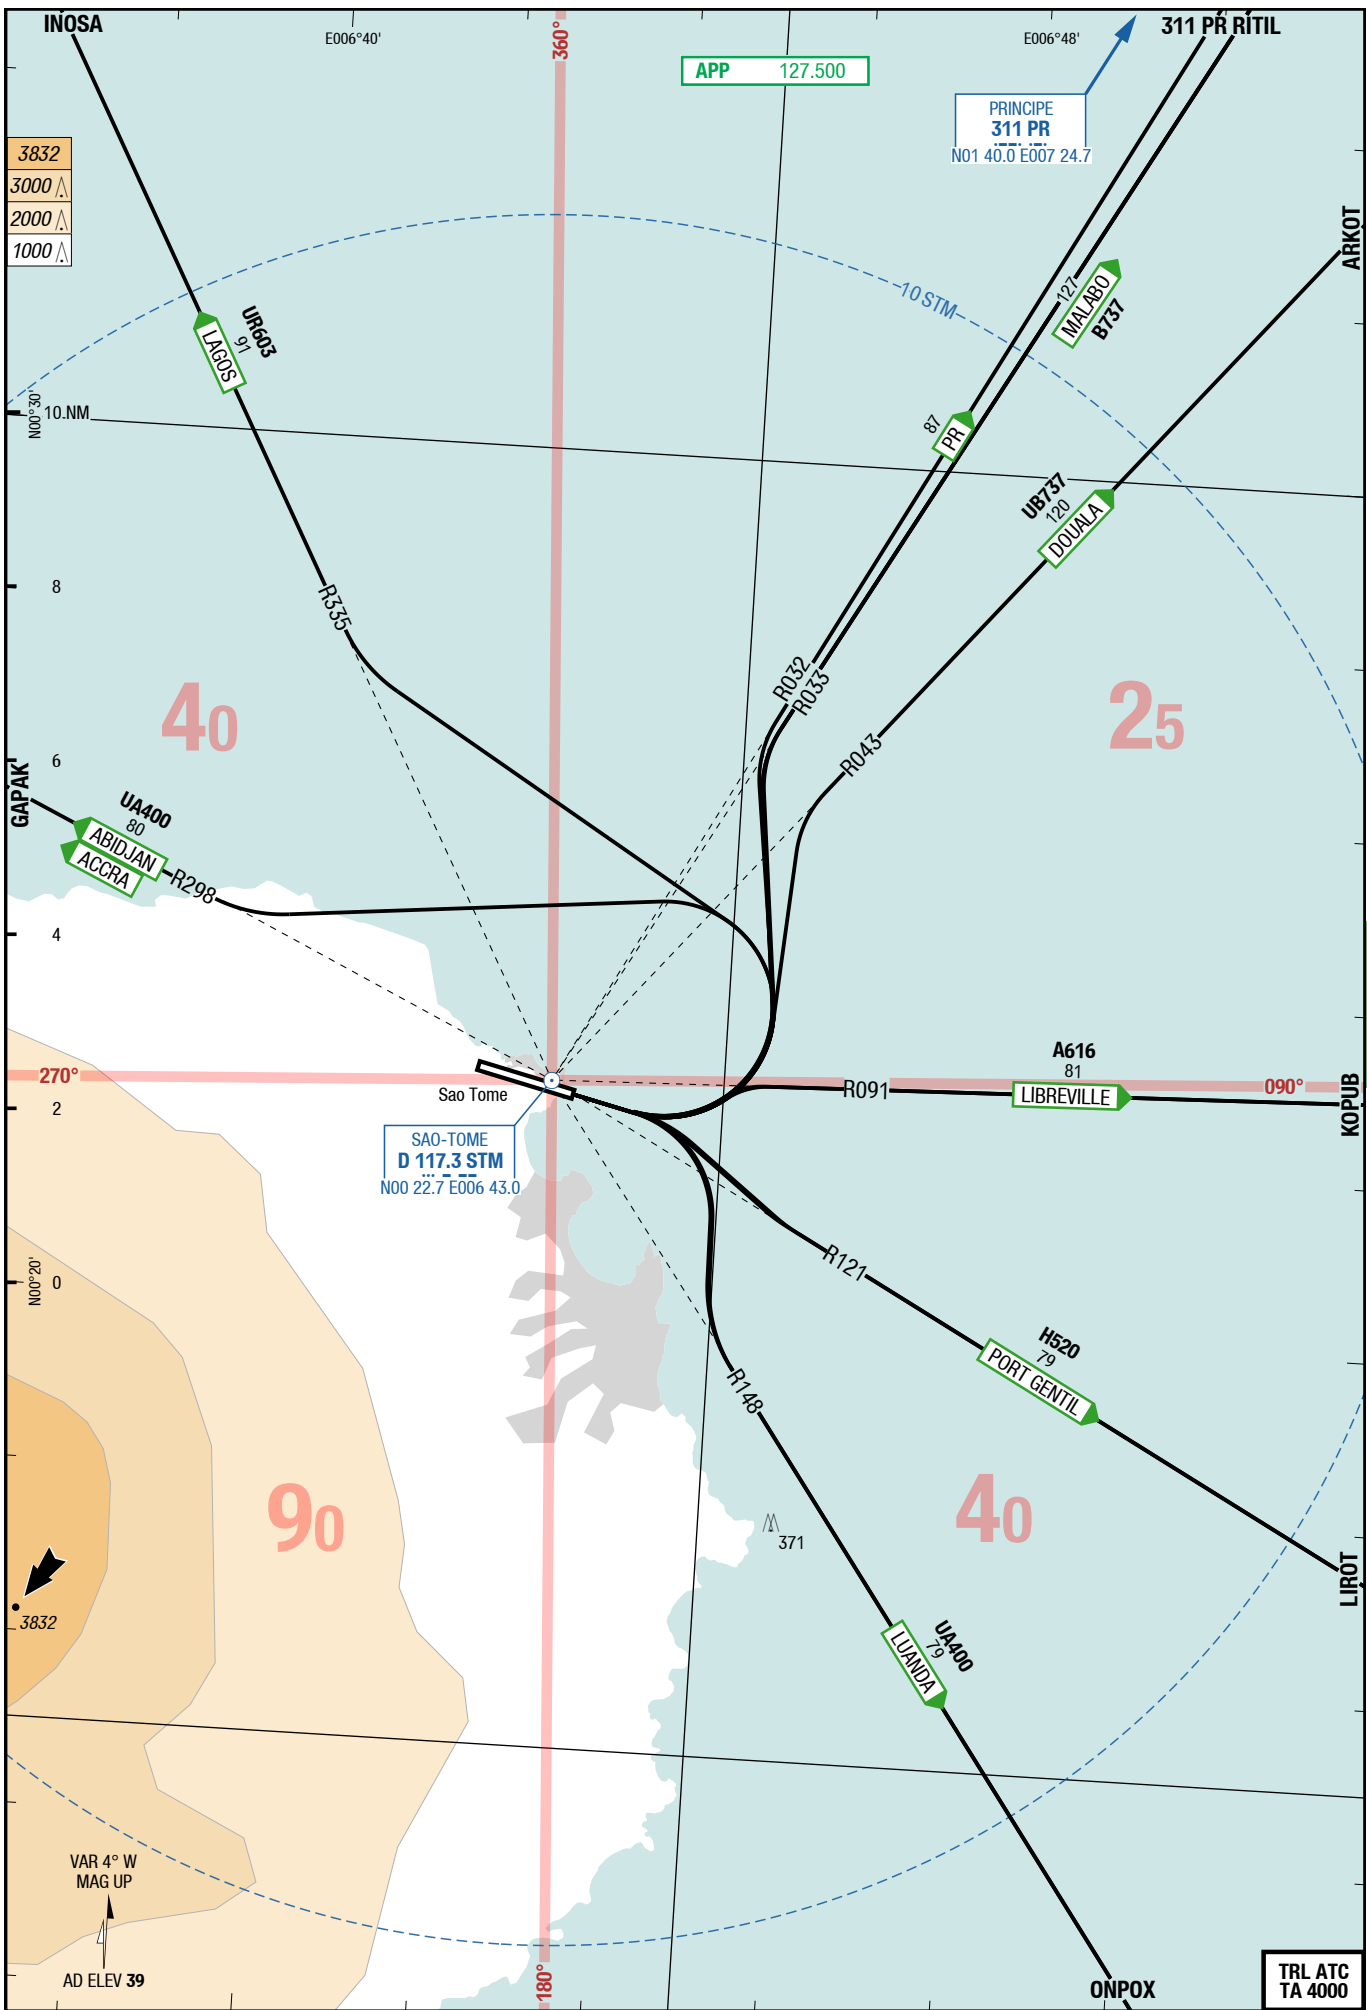 INOSA
E006°40'
360°
E006°48'
311 PR RITIL
APP 127.500
PRINCIPE
311 PR
N01 40.0 E007 24.7
3832
3000
2000
1000
ARKOT
10 STM
127
MALABO
B737
UR603
91
LAGOS
N00°30'
10 NM
87
PR
UB737
120
DOUALA
8
R335
R032
R033
40
25
R043
6
GAPAK
UA400
80
ABIDJAN
ACCRA
R298
4
270°
Sao Tome
A616
81
R091
LIBREVILLE
090°
KOPUB
2
SAO-TOME
D 117.3 STM
N00 22.7 E006 43.0
R121
N00°20'
0
H520
79
PORT GENTIL
R148
90
40
371
LIROT
3832
UA400
79
LUANDA
VAR 4° W
MAG UP
AD ELEV 39
180°
ONPOX
TRL ATC
TA 4000